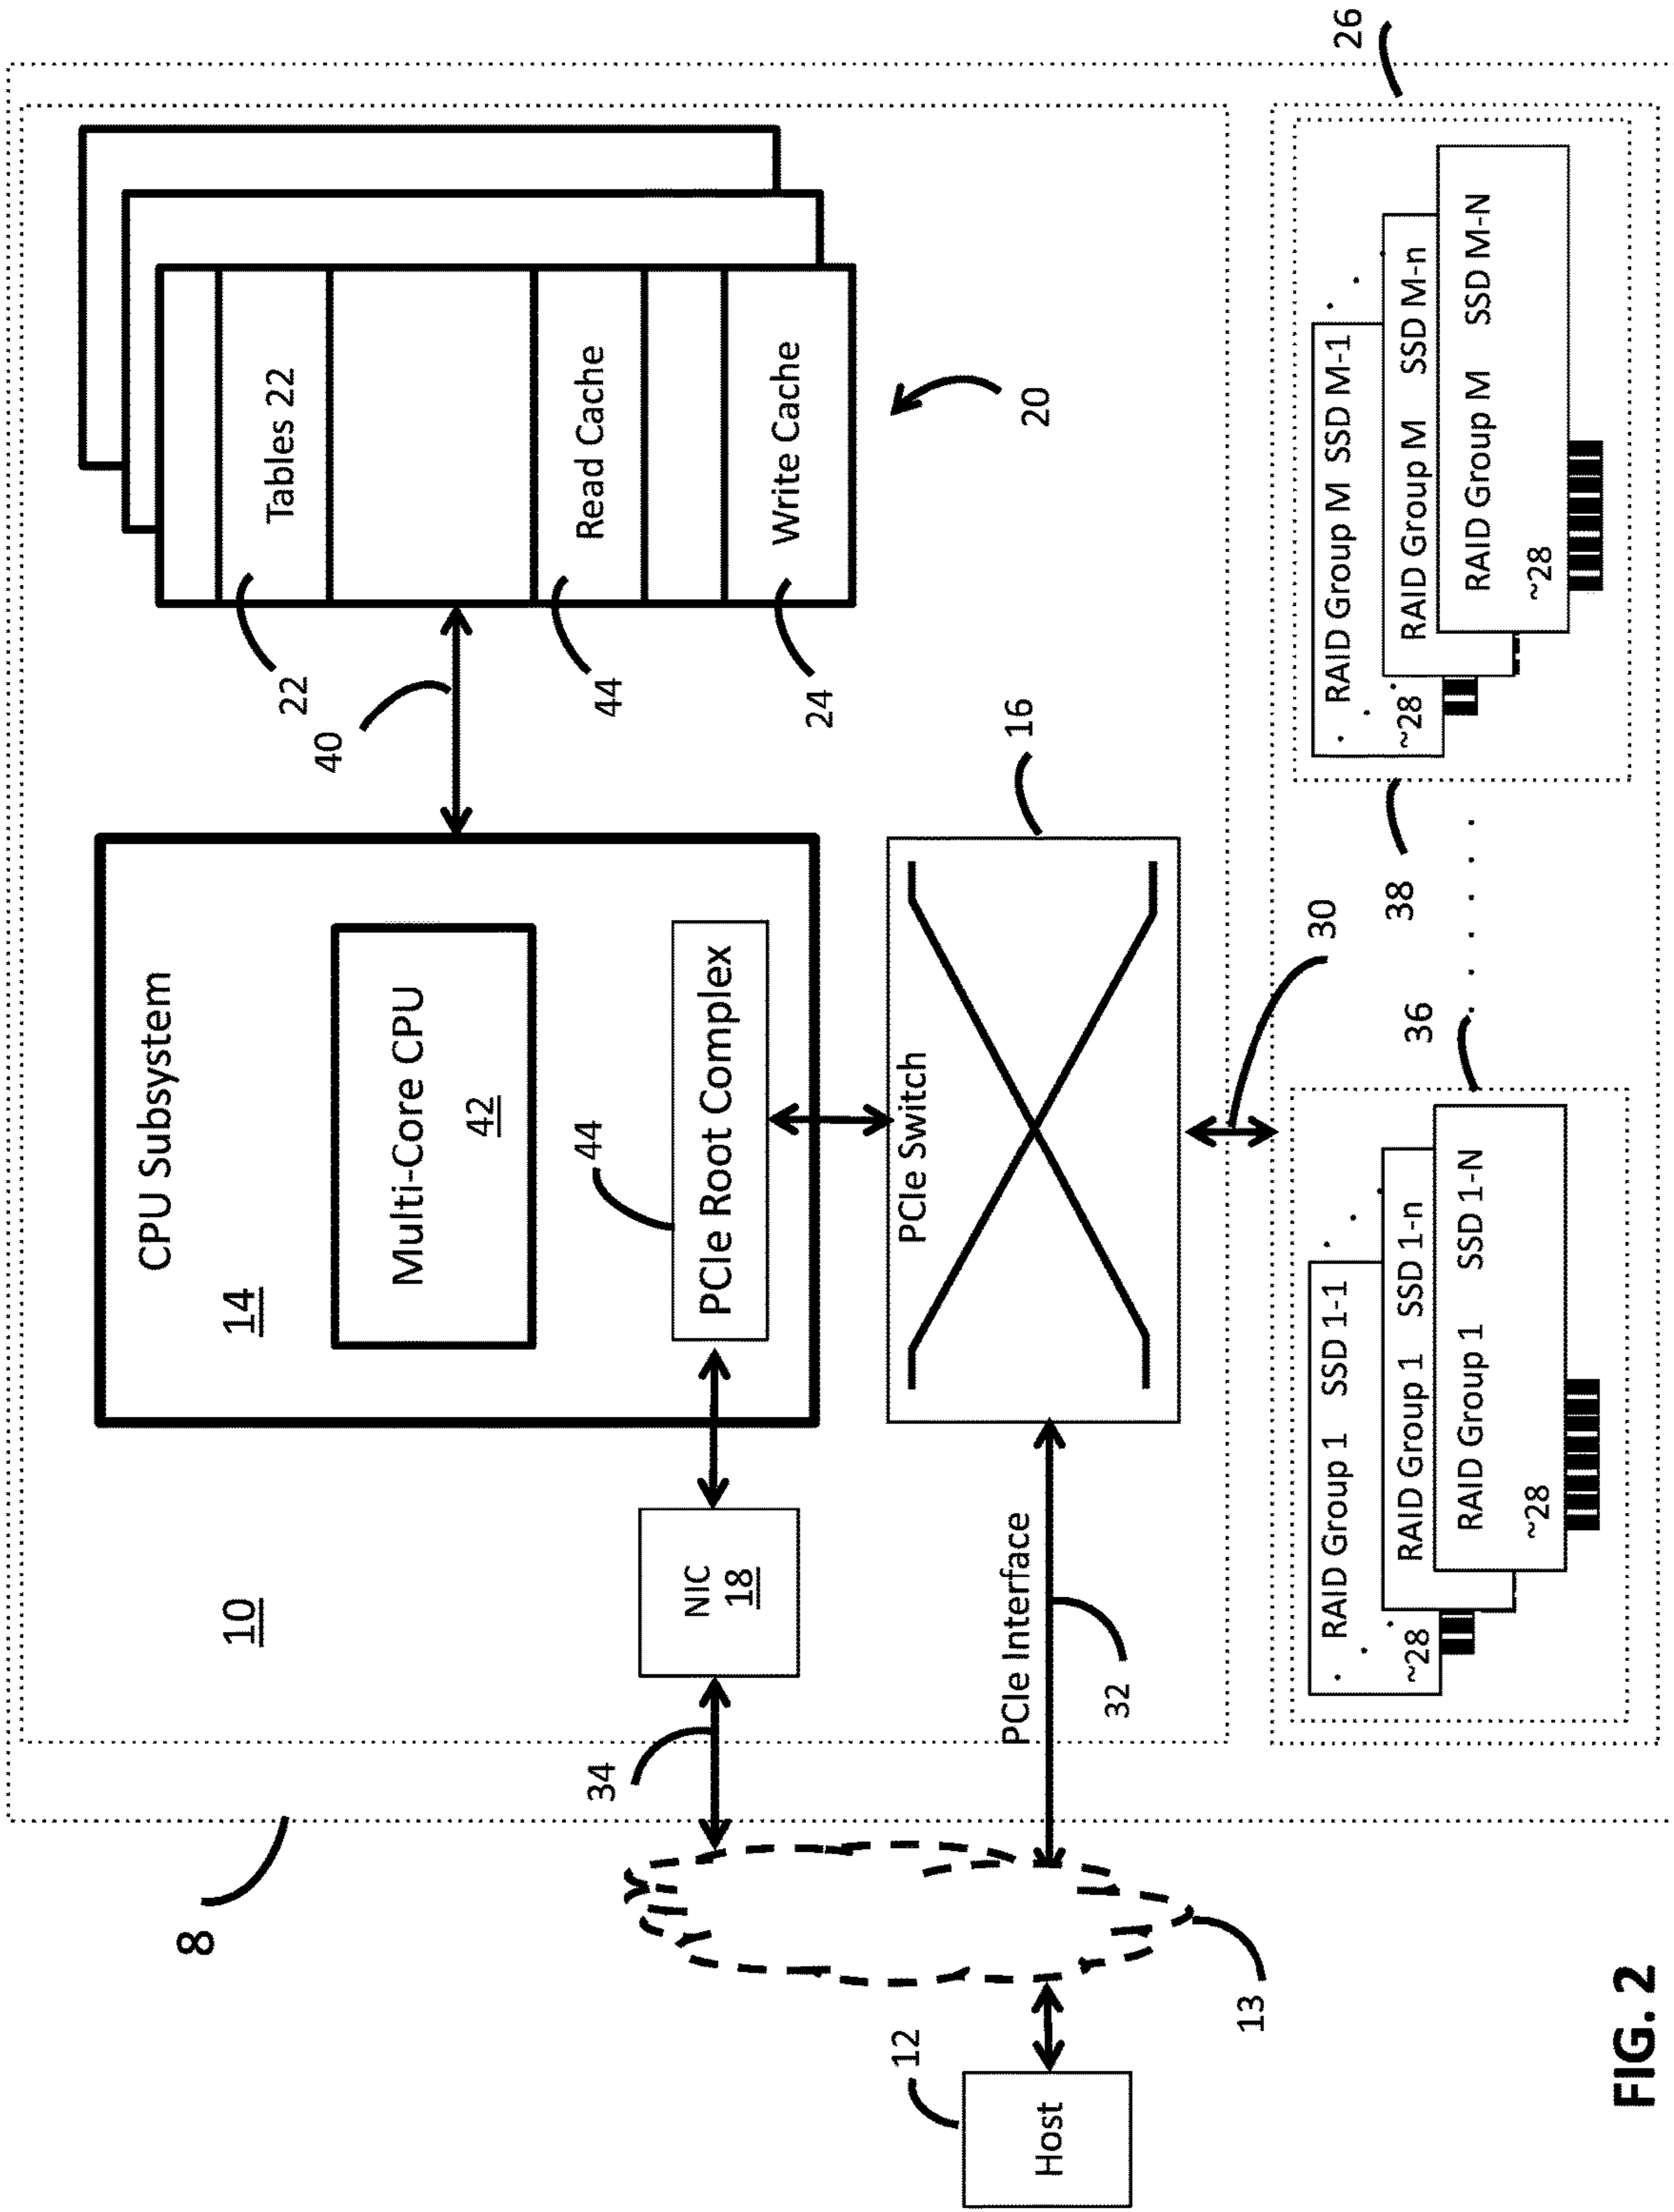 8
10
CPU Subsystem
14
Multi-Core CPU
42
44
PCIe Root Complex
40
Tables 22
22
Read Cache
44
Write Cache
24
20
NIC
18
34
PCIe Switch
16
PCIe Interface
32
30
12
Host
13
26
36
RAID Group 1 SSD 1-1
~28
RAID Group 1 SSD 1-n
RAID Group 1 SSD 1-N
~28
38
RAID Group M SSD M-1
~28
RAID Group M SSD M-n
RAID Group M SSD M-N
~28
FIG. 2